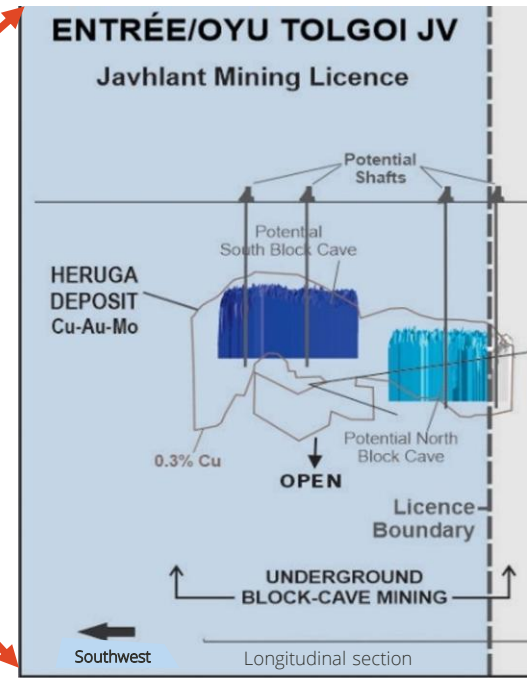 ENTRÉE/OYU TOLGOI JV
Javhlant Mining Licence
Potential
Shafts
Potential
South Block Cave
HERUGA
DEPOSIT
Cu-Au-Mo
0.3% Cu
Potential North
Block Cave
OPEN
Licence
Boundary
UNDERGROUND
BLOCK-CAVE MINING
Southwest
Longitudinal section